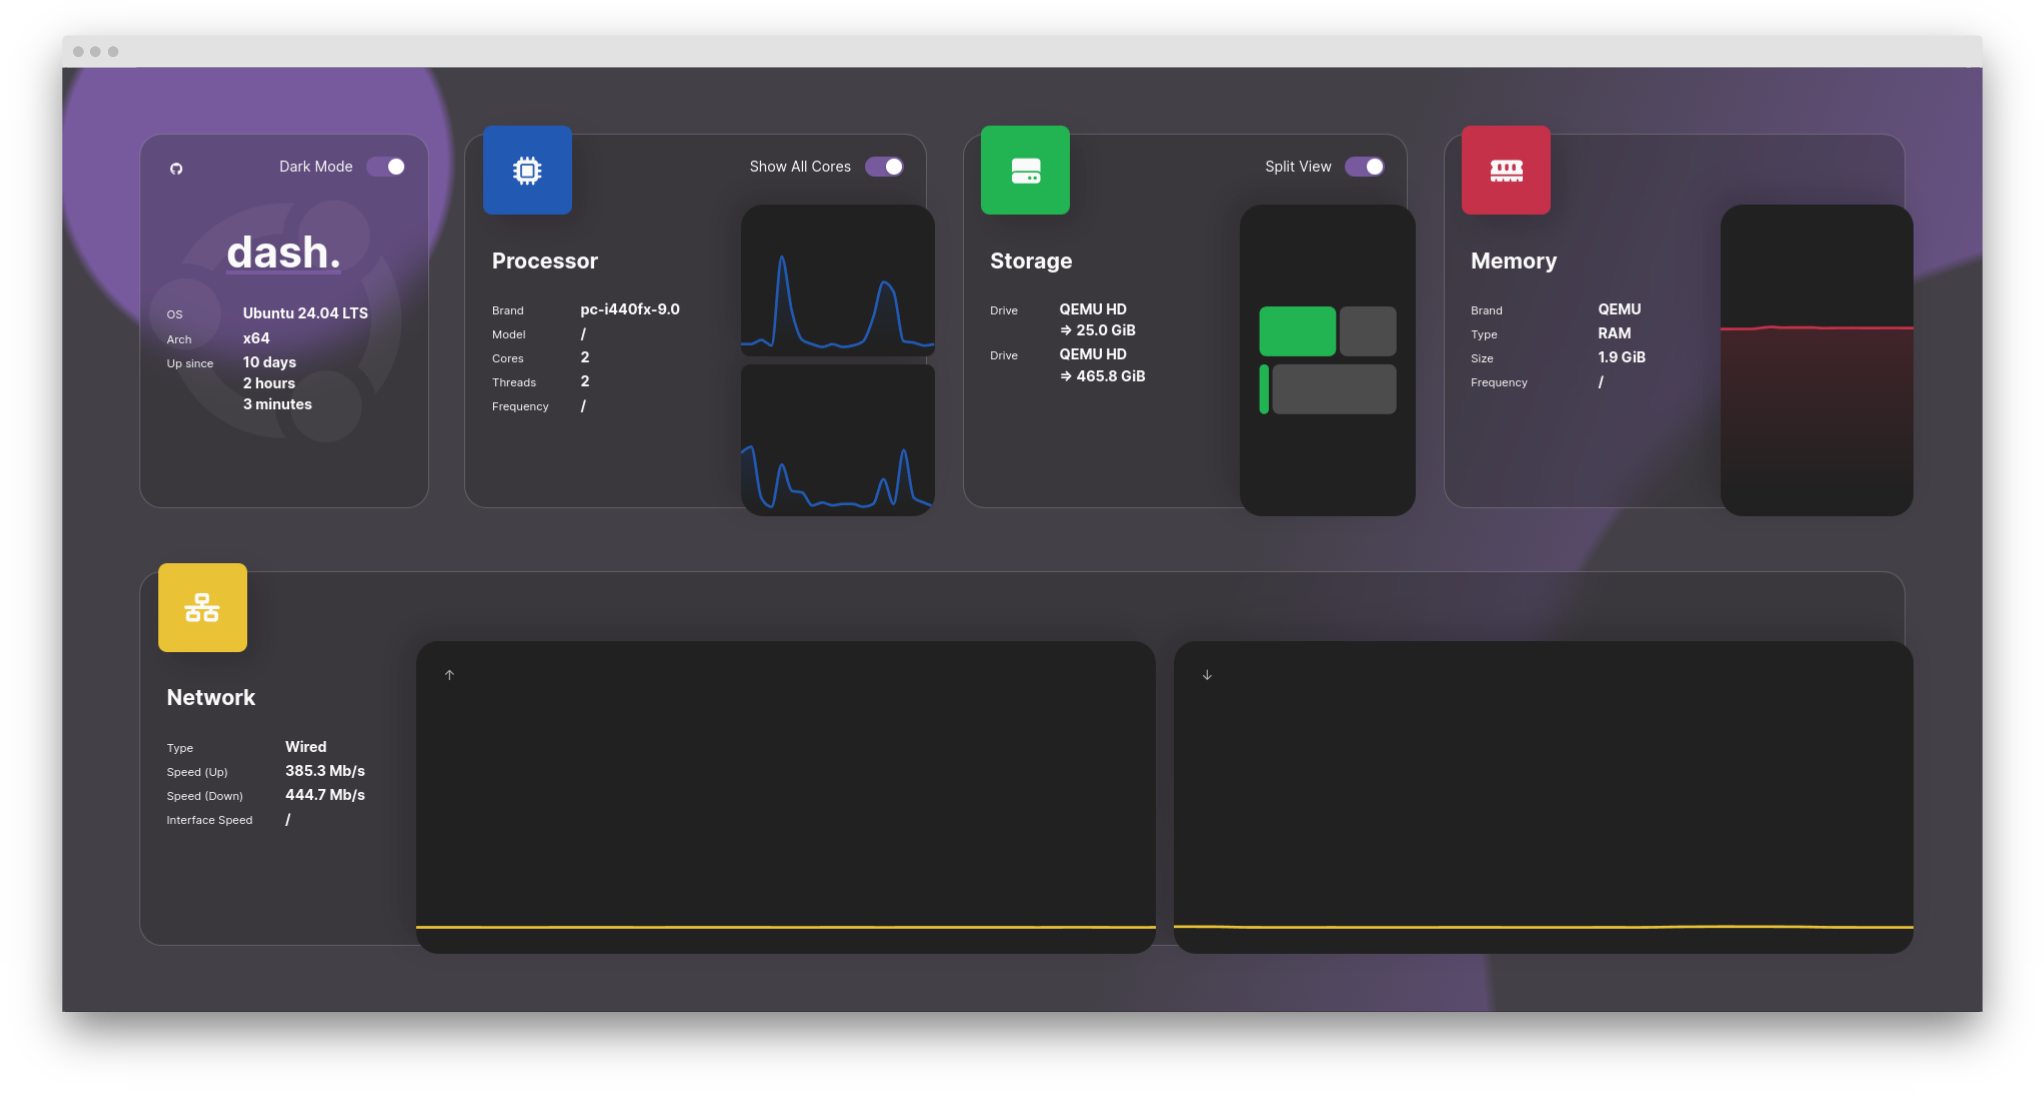 Dark Mode
dash.
OS Ubuntu 24.04 LTS
Arch x64
Up since 10 days
2 hours
3 minutes
Show All Cores
Processor
Brand pc-i440fx-9.0
Model /
Cores 2
Threads 2
Frequency /
Split View
Storage
Drive QEMU HD
⇒ 25.0 GiB
Drive QEMU HD
⇒ 465.8 GiB
Memory
Brand QEMU
Type RAM
Size 1.9 GiB
Frequency /
Network
Type Wired
Speed (Up) 385.3 Mb/s
Speed (Down) 444.7 Mb/s
Interface Speed /
↑
↓